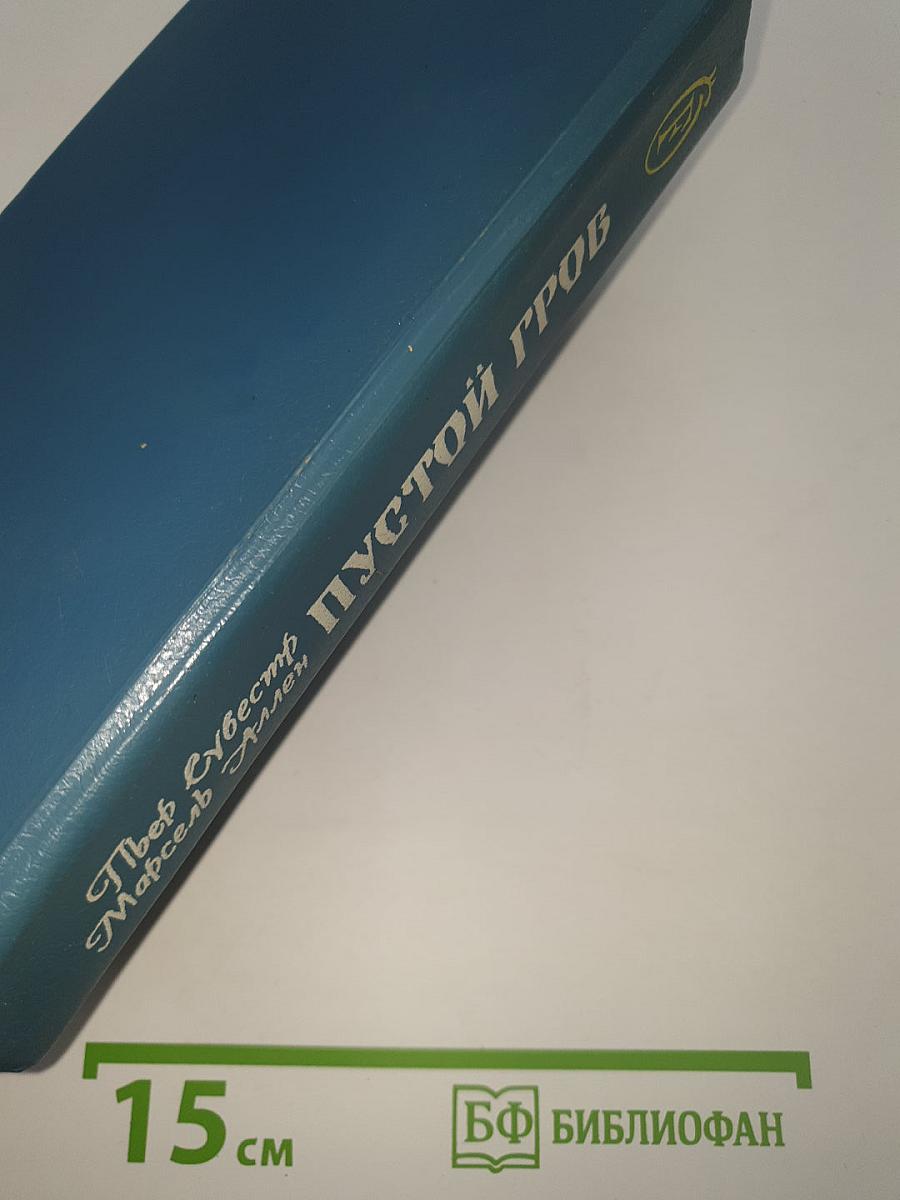 Пьер Сувестр
Марсель Аллен
ПУСТОЙ ГРОБ
15 см
БФ БИБЛИОФАН